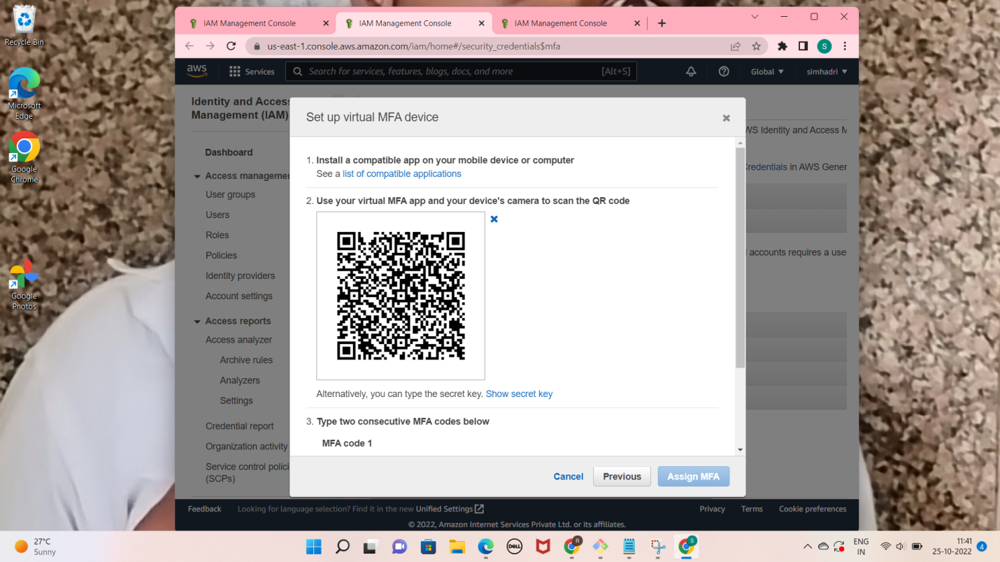 Recycle Bin
Microsoft
Edge
Google
Chrome
Google
Photos
IAM Management Console
IAM Management Console
IAM Management Console
us-east-1.console.aws.amazon.com/iam/home#/security_credentials$mfa
S
aws
Services
Search for services, features, blogs, docs, and more
[Alt+S]
Global
simhadri
Identity and Access
Management (IAM)
Dashboard
Access managemen
User groups
Users
Roles
Policies
Identity providers
Account settings
Access reports
Access analyzer
Archive rules
Analyzers
Settings
Credential report
Organization activity
Service control polici
(SCPs)
Set up virtual MFA device
1. Install a compatible app on your mobile device or computer
See a list of compatible applications
2. Use your virtual MFA app and your device's camera to scan the QR code
Alternatively, you can type the secret key. Show secret key
3. Type two consecutive MFA codes below
MFA code 1
Cancel
Previous
Assign MFA
WS Identity and Access M
Credentials in AWS Gener
accounts requires a use
Feedback
Looking for language selection? Find it in the new Unified Settings
Privacy
Terms
Cookie preferences
© 2022, Amazon Internet Services Private Ltd. or its affiliates.
27°C
Sunny
DELL
R
S
ENG
IN
11:41
25-10-2022
4